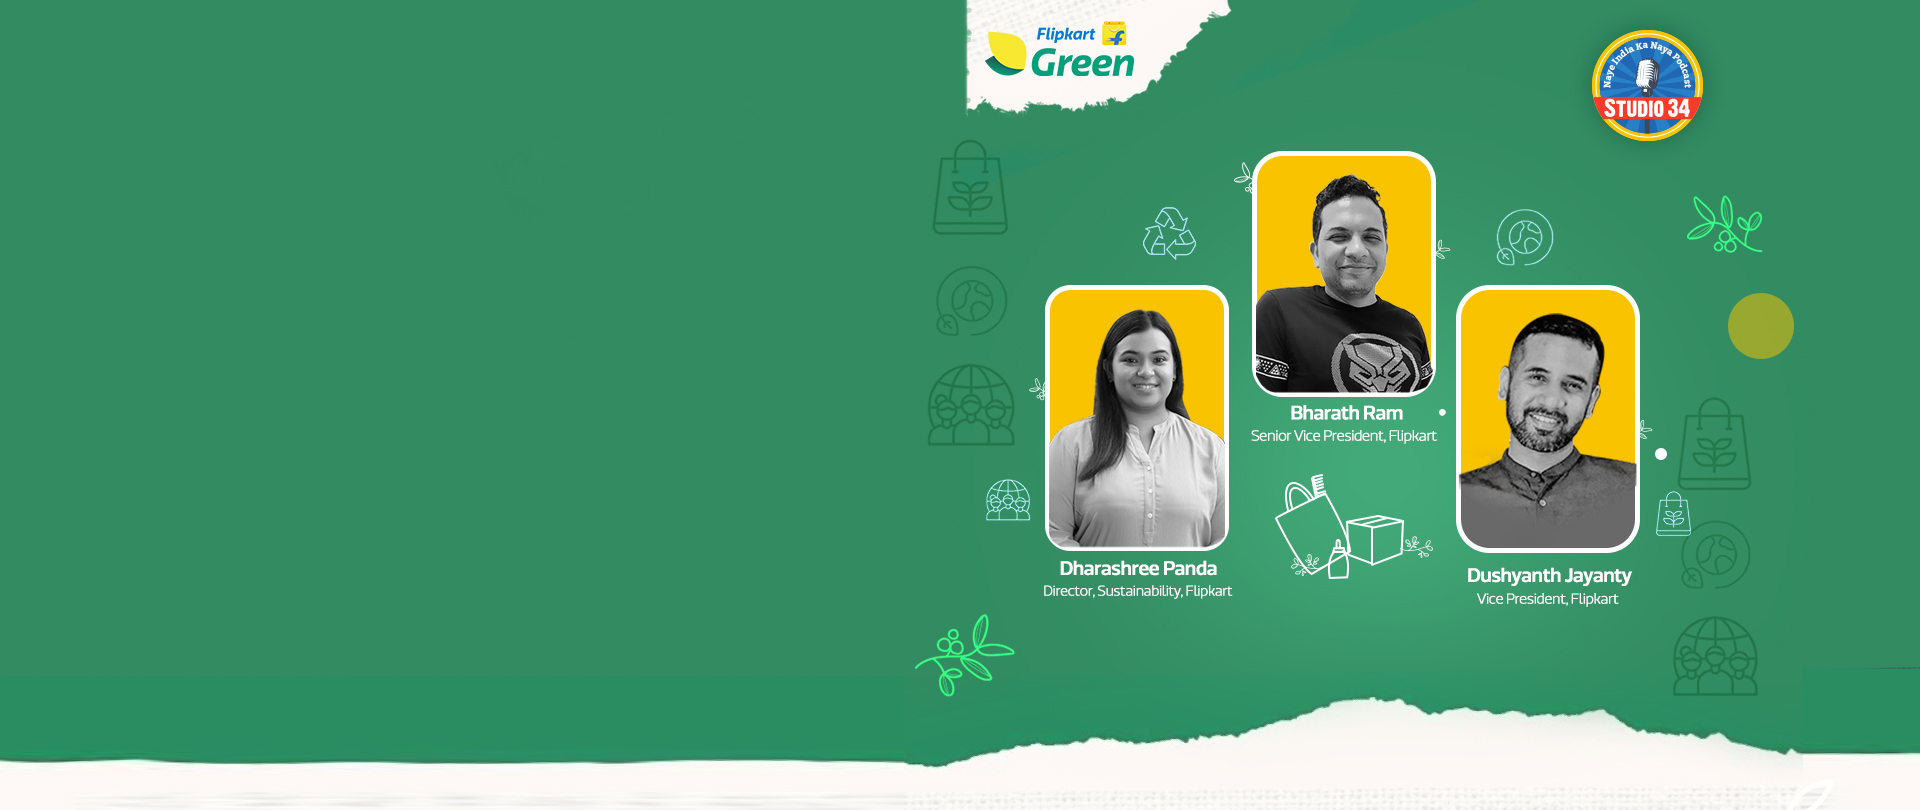 Flipkart
Green
Naye India Ka Naya Podcast
STUDIO 34
Bharath Ram
Senior Vice President, Flipkart
Dharashree Panda
Director, Sustainability, Flipkart
Dushyanth Jayanty
Vice President, Flipkart